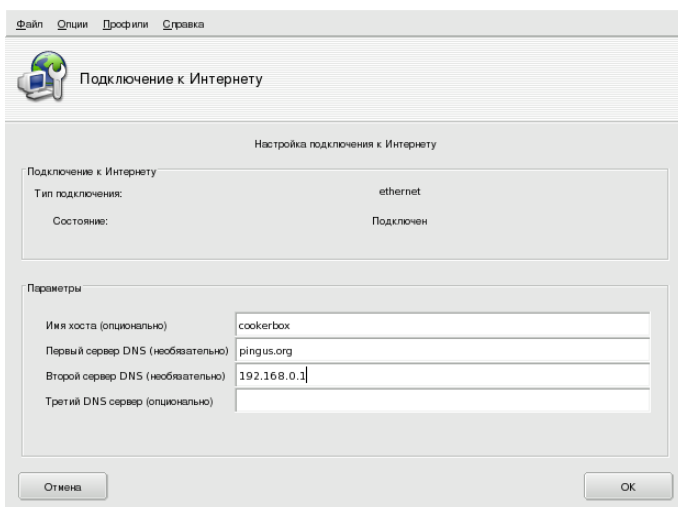 Файл Опции Профили Справка
Подключение к Интернету
Настройка подключения к Интернету
Подключение к Интернету
Тип подключения: ethernet
Состояние: Подключен
Параметры
Имя хоста (опционально) cookerbox
Первый сервер DNS (необязательно) pingus.org
Второй сервер DNS (необязательно) 192.168.0.1
Третий DNS сервер (опционально)
Отмена OK